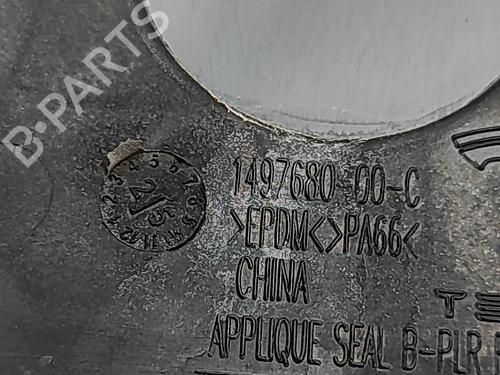 B-PARTS
1497680-00-C
>EPDM<>PA66<
CHINA
APPLIQUE SEAL B-PLR